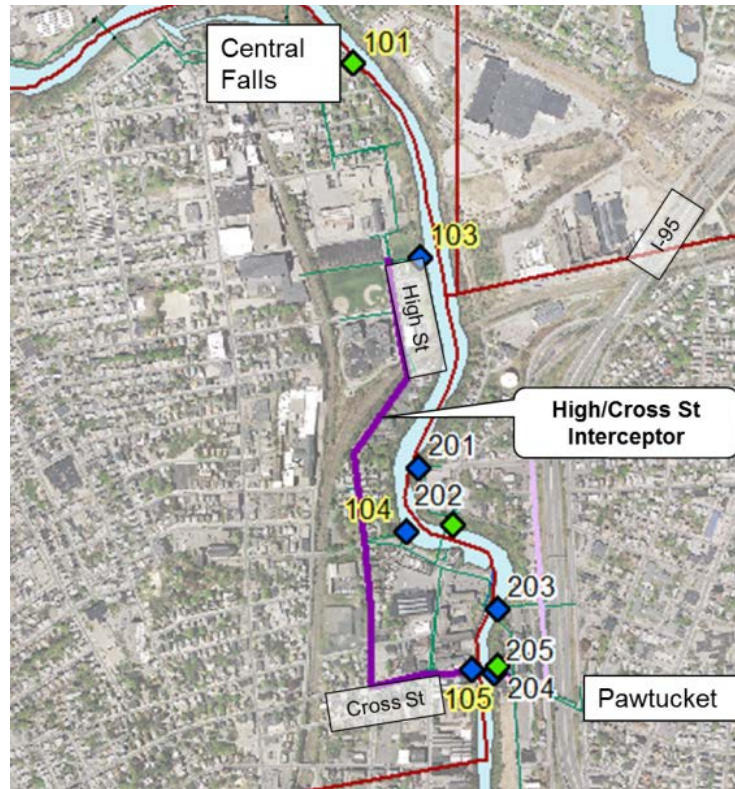 Central
Falls
101
I-95
103
High St
High/Cross St
Interceptor
201
202
104
203
205
105
204
Cross St
Pawtucket